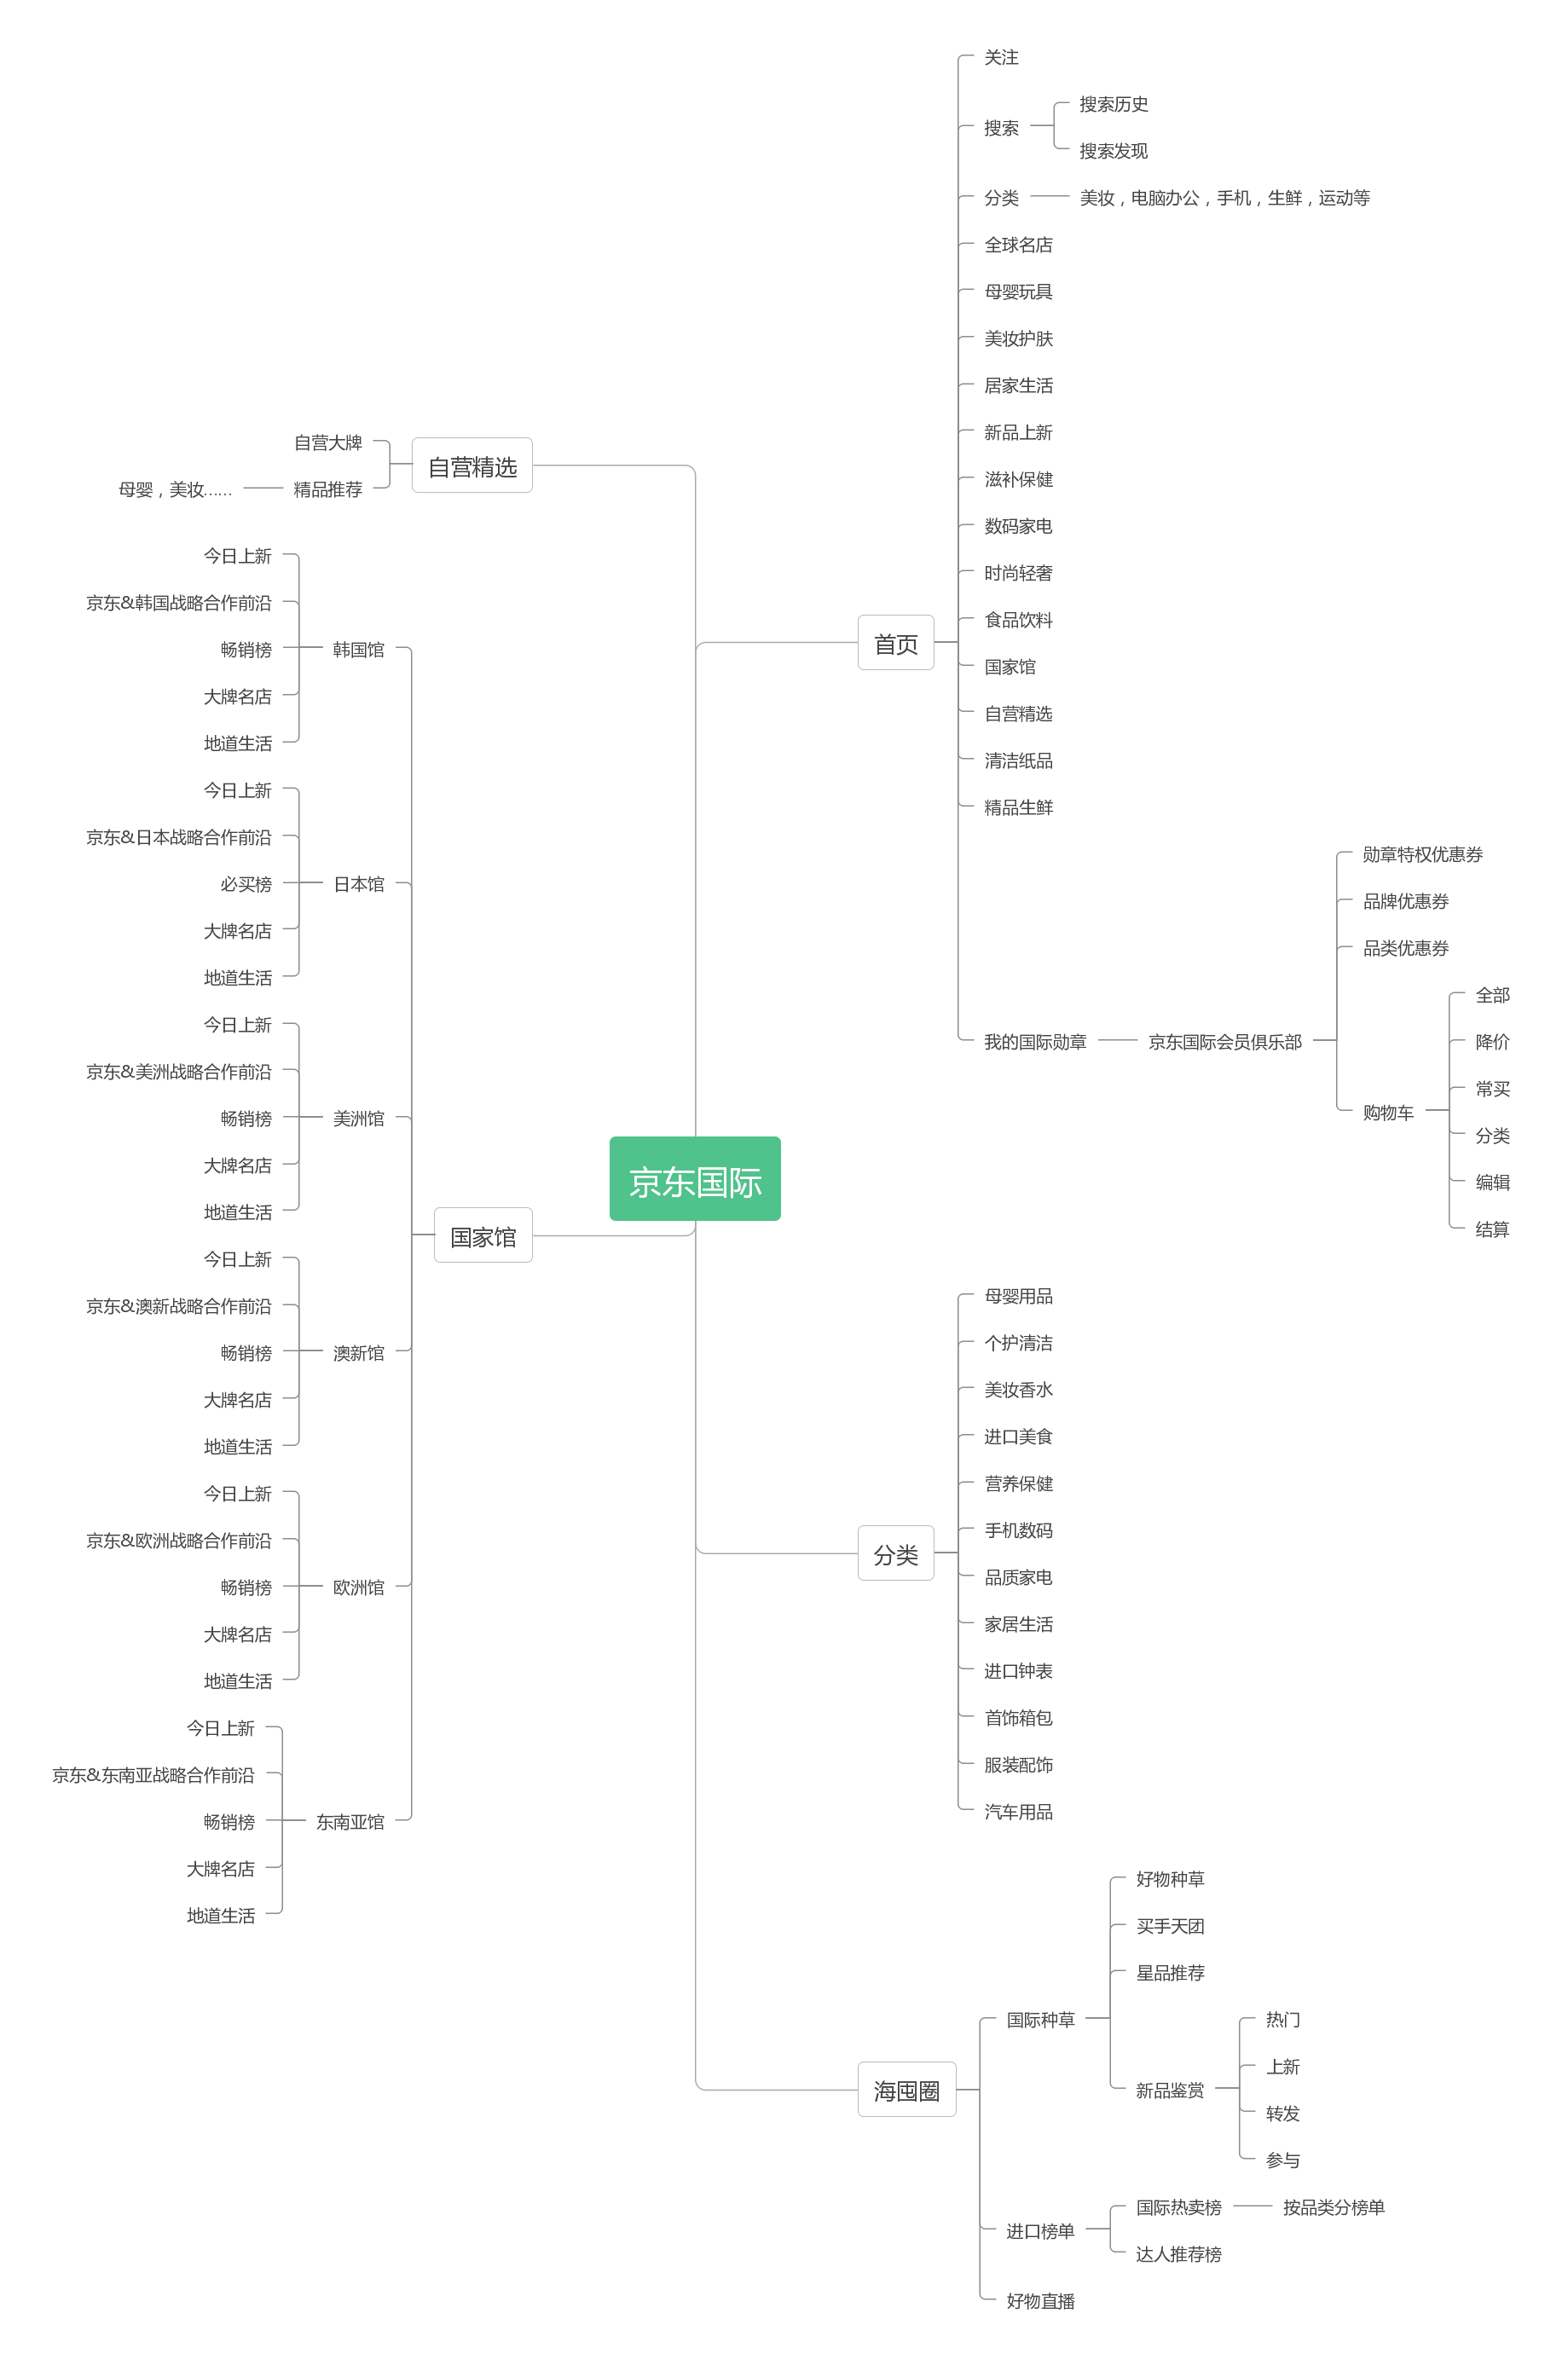 京东国际
首页
关注
搜索
搜索历史
搜索发现
分类
美妆，电脑办公，手机，生鲜，运动等
全球名店
母婴玩具
美妆护肤
居家生活
新品上新
滋补保健
数码家电
时尚轻奢
食品饮料
国家馆
自营精选
清洁纸品
精品生鲜
我的国际勋章
京东国际会员俱乐部
勋章特权优惠券
品牌优惠券
品类优惠券
购物车
全部
降价
常买
分类
编辑
结算
分类
母婴用品
个护清洁
美妆香水
进口美食
营养保健
手机数码
品质家电
家居生活
进口钟表
首饰箱包
服装配饰
汽车用品
海囤圈
国际种草
好物种草
买手天团
星品推荐
新品鉴赏
热门
上新
转发
参与
进口榜单
国际热卖榜
按品类分榜单
达人推荐榜
好物直播
自营精选
自营大牌
精品推荐
母婴，美妆……
国家馆
韩国馆
今日上新
京东&韩国战略合作前沿
畅销榜
大牌名店
地道生活
日本馆
今日上新
京东&日本战略合作前沿
必买榜
大牌名店
地道生活
美洲馆
今日上新
京东&美洲战略合作前沿
畅销榜
大牌名店
地道生活
澳新馆
今日上新
京东&澳新战略合作前沿
畅销榜
大牌名店
地道生活
欧洲馆
今日上新
京东&欧洲战略合作前沿
畅销榜
大牌名店
地道生活
东南亚馆
今日上新
京东&东南亚战略合作前沿
畅销榜
大牌名店
地道生活